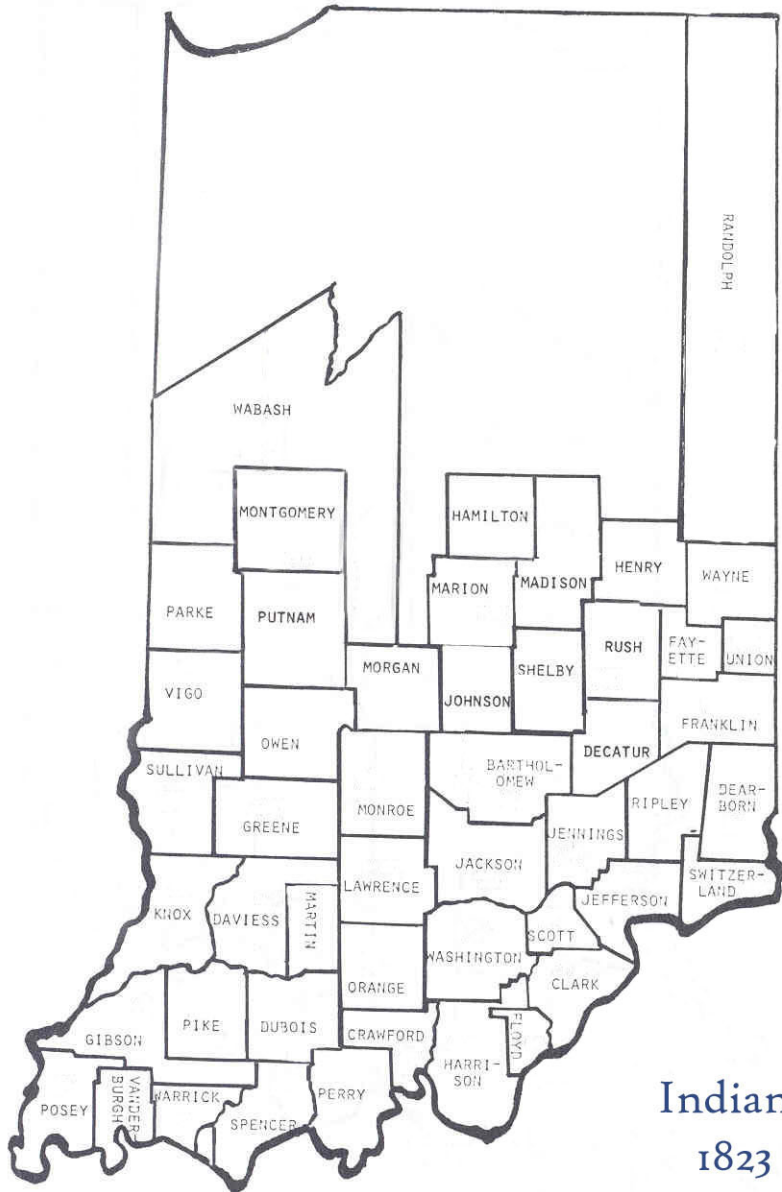 RANDOLPH
WABASH
MONTGOMERY
HAMILTON
MARION
MADISON
HENRY
WAYNE
PARKE
PUTNAM
RUSH
FAY-
ETTE
UNION
MORGAN
JOHNSON
SHELBY
VIGO
FRANKLIN
OWEN
DECATUR
BARTHOL-
OMEW
SULLIVAN
MONROE
RIPLEY
DEAR-
BORN
GREENE
JENNINGS
JACKSON
LAWRENCE
SWITZER-
LAND
JEFFERSON
KNOX
DAVIESS
MARTIN
SCOTT
WASHINGTON
CLARK
ORANGE
PIKE
DUBOIS
CRAWFORD
FLOYD
GIBSON
HARRI-
SON
POSEY
VANDER-
BURGH
WARRICK
PERRY
SPENCER
Indian
1823